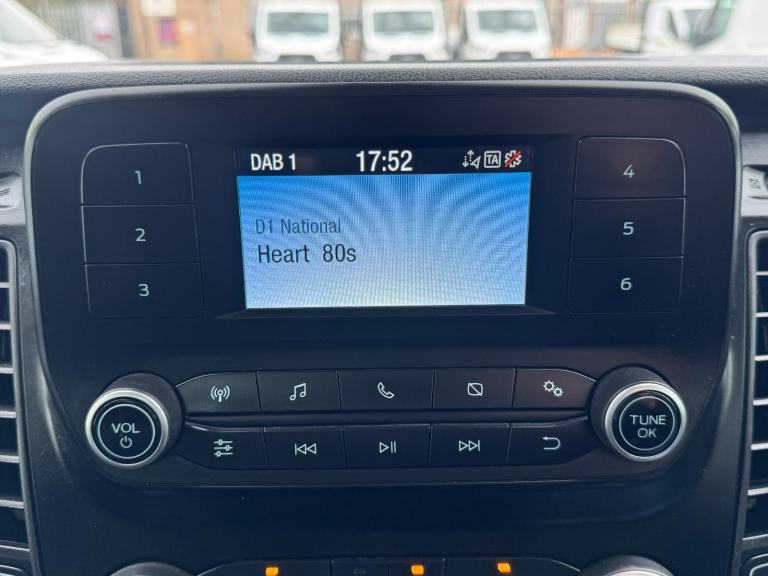 DAB 1 17:52 TA
D1 National
Heart 80s
1
2
3
4
5
6
VOL
TUNE
OK